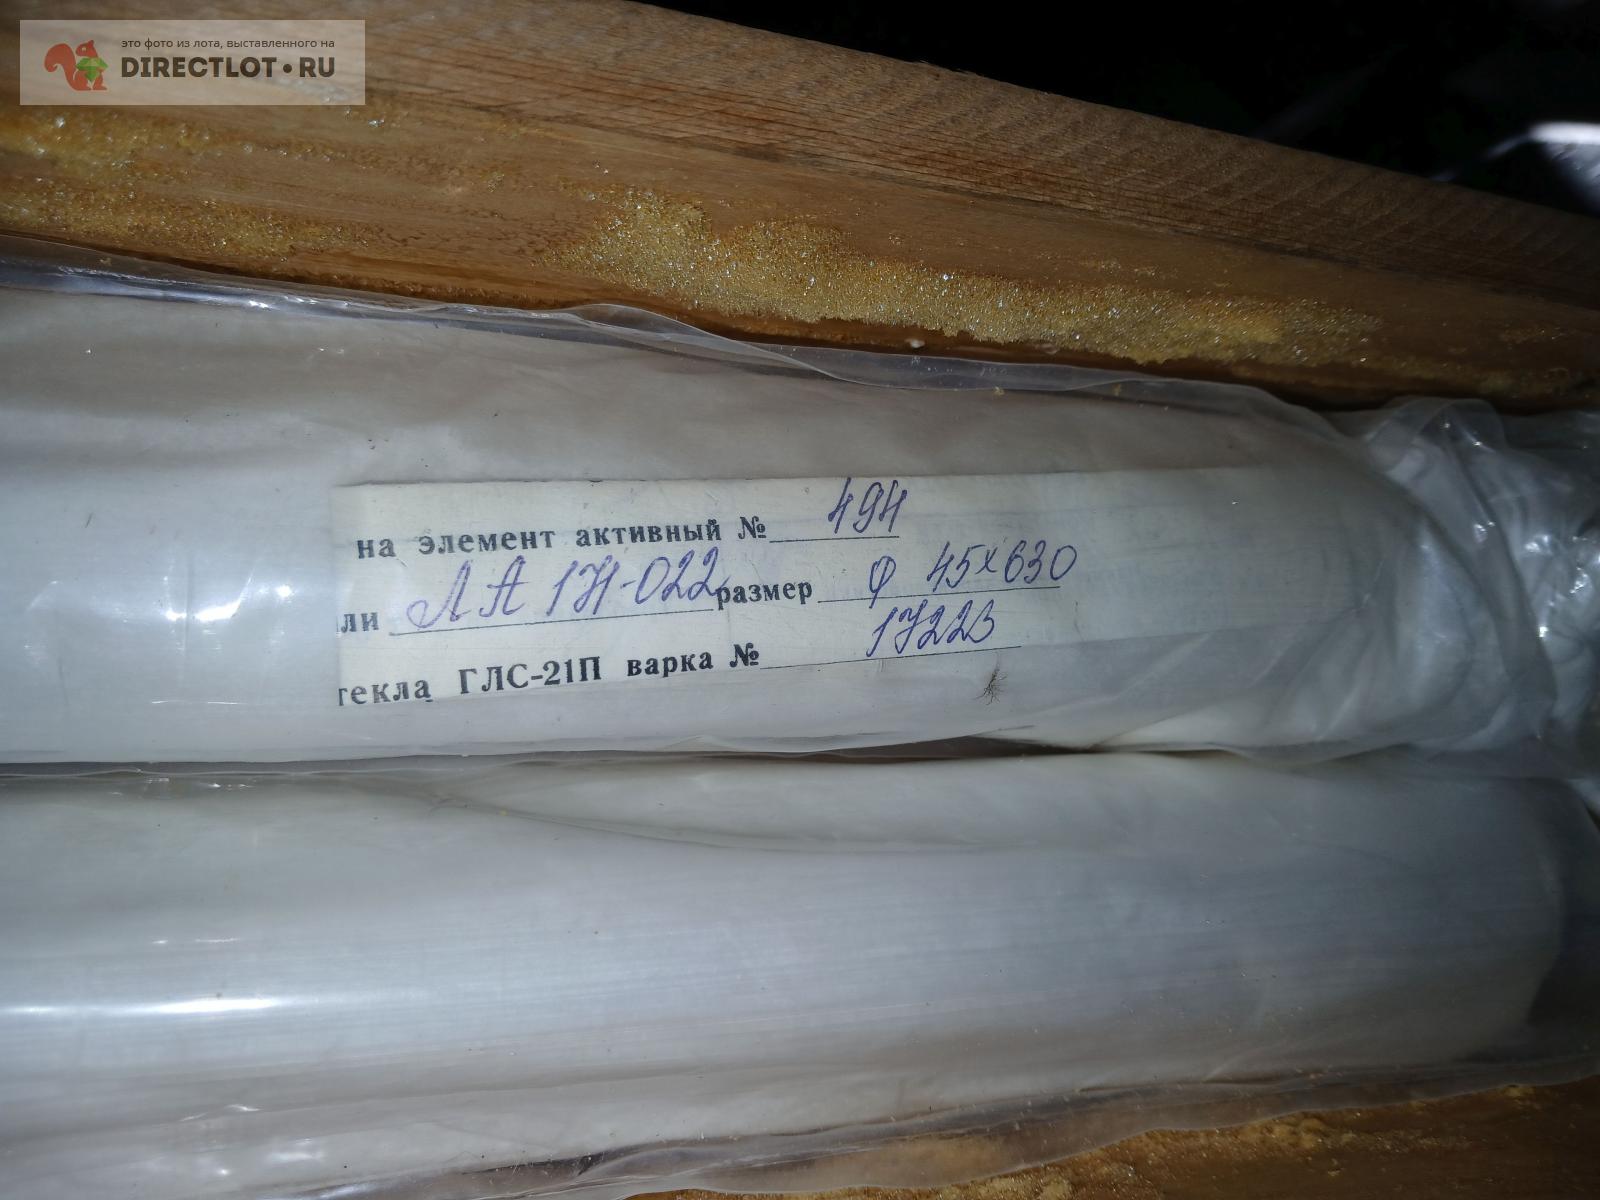 это фото из лота, выставленного на
DIRECTLOT.RU
на элемент активный № 494
ли ЛА 1Н-022 размер Ф 45х630
текла ГЛС-21П варка № 17223